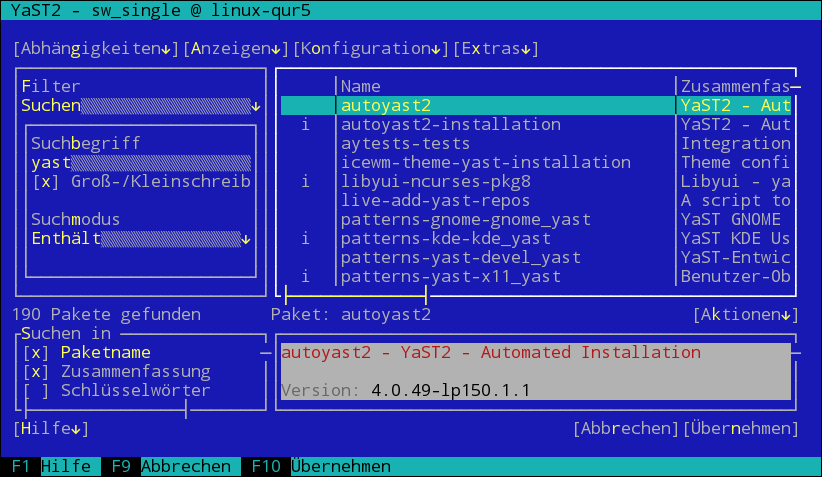 YaST2 - sw_single @ linux-qur5
[Abhängigkeiten↓][Anzeigen↓][Konfiguration↓][Extras↓]
Filter
Suchen↓
Suchbegriff
yast
[x] Groß-/Kleinschreib
Suchmodus
Enthält↓
Name Zusammenfas
autoyast2 YaST2 - Aut
i autoyast2-installation YaST2 - Aut
aytests-tests Integration
icewm-theme-yast-installation Theme confi
i libyui-ncurses-pkg8 Libyui - ya
live-add-yast-repos A script to
patterns-gnome-gnome_yast YaST GNOME
i patterns-kde-kde_yast YaST KDE Us
patterns-yast-devel_yast YaST-Entwic
i patterns-yast-x11_yast Benutzer-Ob
190 Pakete gefunden Paket: autoyast2 [Aktionen↓]
Suchen in
[x] Paketname
[x] Zusammenfassung
[ ] Schlüsselwörter
autoyast2 - YaST2 - Automated Installation
Version: 4.0.49-lp150.1.1
[Hilfe↓] [Abbrechen][Übernehmen]
F1 Hilfe F9 Abbrechen F10 Übernehmen